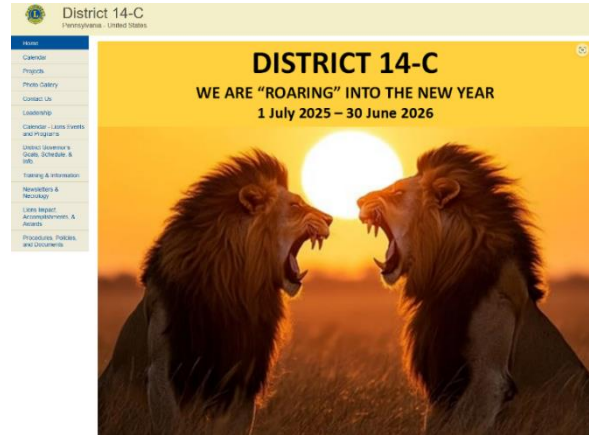 District 14-C
Pennsylvania - United States
Home
Calendar
Projects
Photo Gallery
Contact Us
Leadership
Calendar - Lions Events
and Programs
District Governor's
Goals, Schedule, &
Info
Training & Information
Newsletters &
Necrology
Lions Impact,
Accomplishments, &
Awards
Procedures, Policies,
and Documents
DISTRICT 14-C
WE ARE “ROARING” INTO THE NEW YEAR
1 July 2025 – 30 June 2026